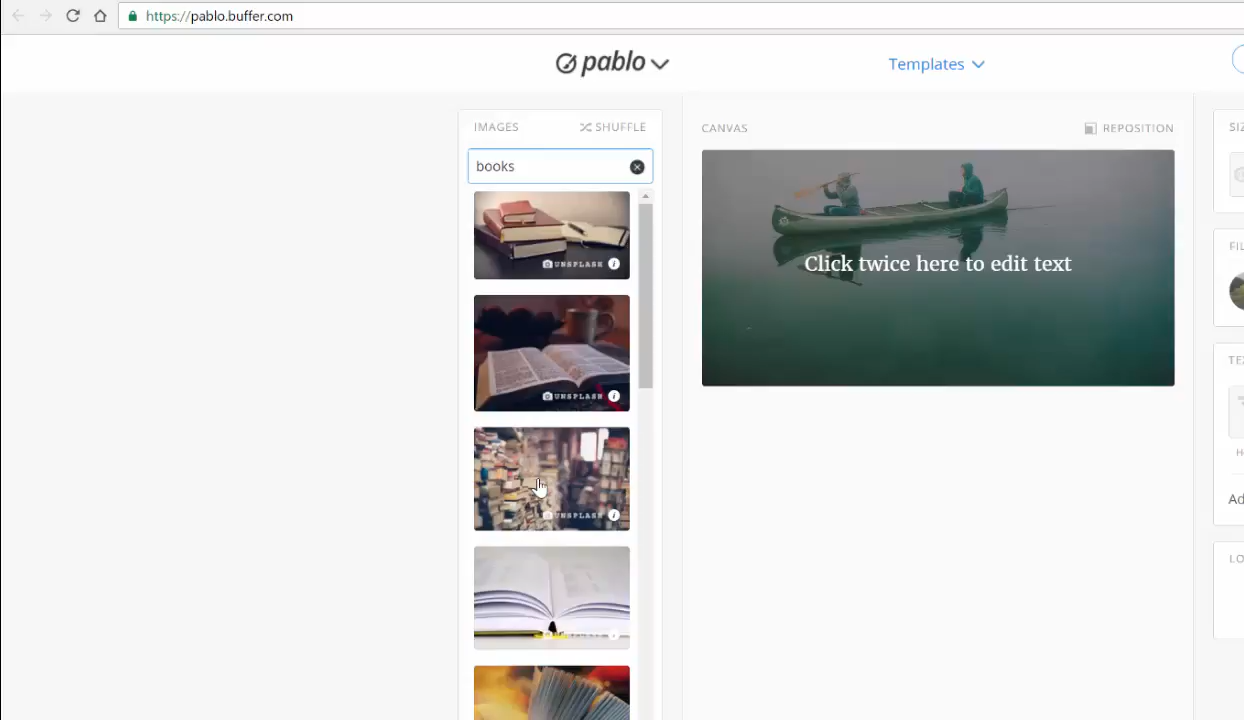 https://pablo.buffer.com
pablo
Templates
IMAGES
SHUFFLE
CANVAS
REPOSITION
books
UNSPLASH
UNSPLASH
UNSPLASH
Click twice here to edit text